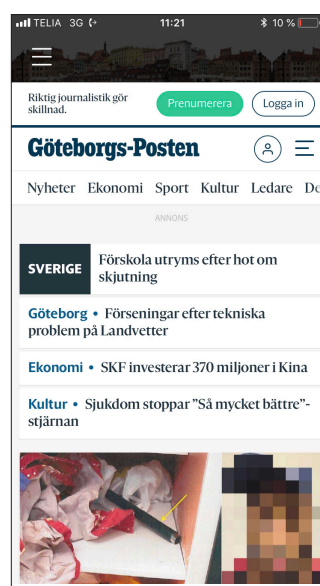 TELIA 3G 11:21 10 %
Riktig journalistik gör
skillnad.
Prenumerera
Logga in
Göteborgs-Posten
Nyheter Ekonomi Sport Kultur Ledare De
ANNONS
SVERIGE
Förskola utryms efter hot om
skjutning
Göteborg • Förseningar efter tekniska
problem på Landvetter
Ekonomi • SKF investerar 370 miljoner i Kina
Kultur • Sjukdom stoppar ”Så mycket bättre”-
stjärnan